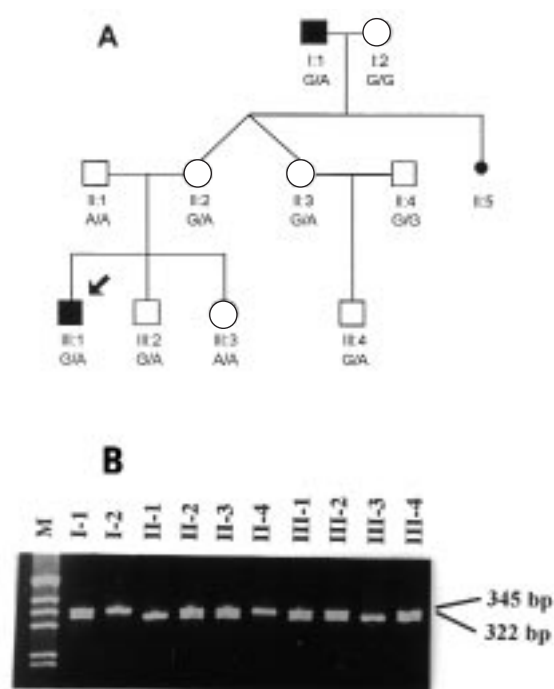 A
I:1 I:2
G/A G/G
II:1 II:2 II:3 II:4 II:5
A/A G/A G/A G/G
III:1 III:2 III:3 III:4
G/A G/A A/A G/A
B
M I-1 I-2 II-1 II-2 II-3 II-4 III-1 III-2 III-3 III-4
345 bp
322 bp